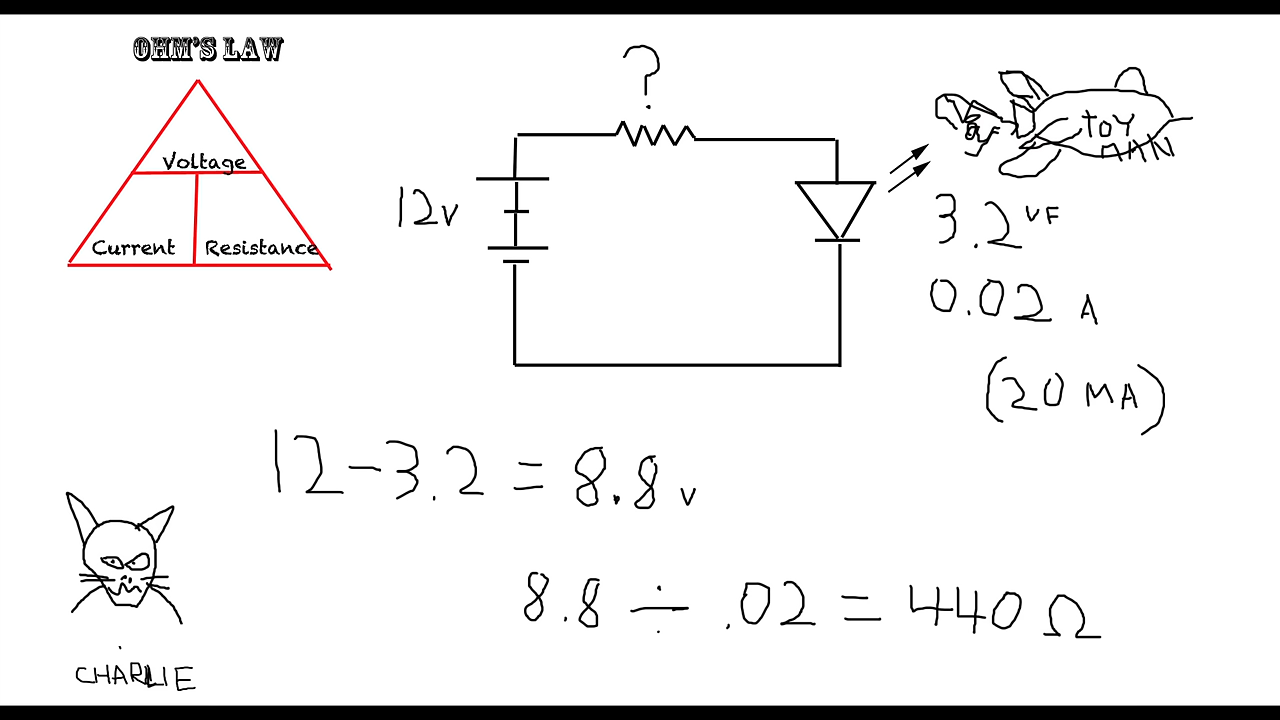 OHM'S LAW
Voltage
Current Resistance
?
12V
TOY
MAN
3.2 VF
0.02 A
(20 MA)
12-3.2 = 8.8 V
8.8 ÷ .02 = 440 Ω
CHARLIE